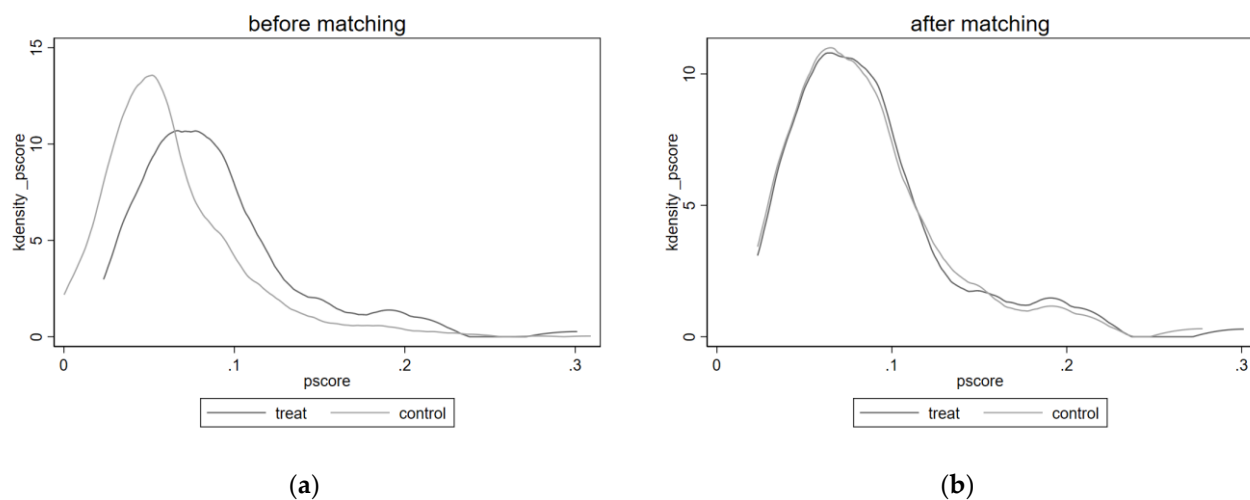 before matching
kdensity _pscore
15
10
5
0
0 .1 .2 .3
pscore
treat control
(a)
after matching
kdensity _pscore
10
5
0
0 .1 .2 .3
pscore
treat control
(b)